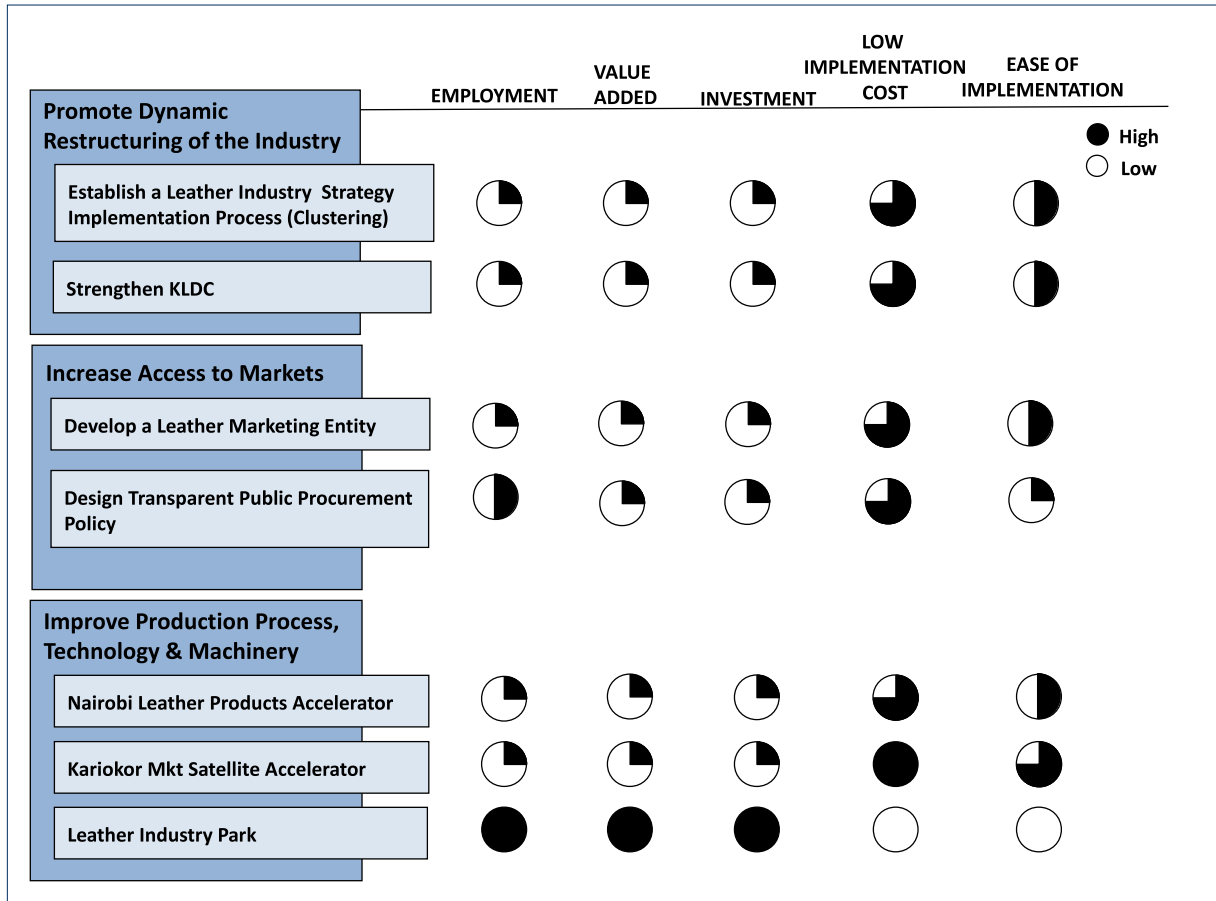 EMPLOYMENT
VALUE
ADDED
INVESTMENT
LOW
IMPLEMENTATION
COST
EASE OF
IMPLEMENTATION
High
Low
Promote Dynamic
Restructuring of the Industry
Establish a Leather Industry Strategy
Implementation Process (Clustering)
Strengthen KLDC
Increase Access to Markets
Develop a Leather Marketing Entity
Design Transparent Public Procurement
Policy
Improve Production Process,
Technology & Machinery
Nairobi Leather Products Accelerator
Kariokor Mkt Satellite Accelerator
Leather Industry Park